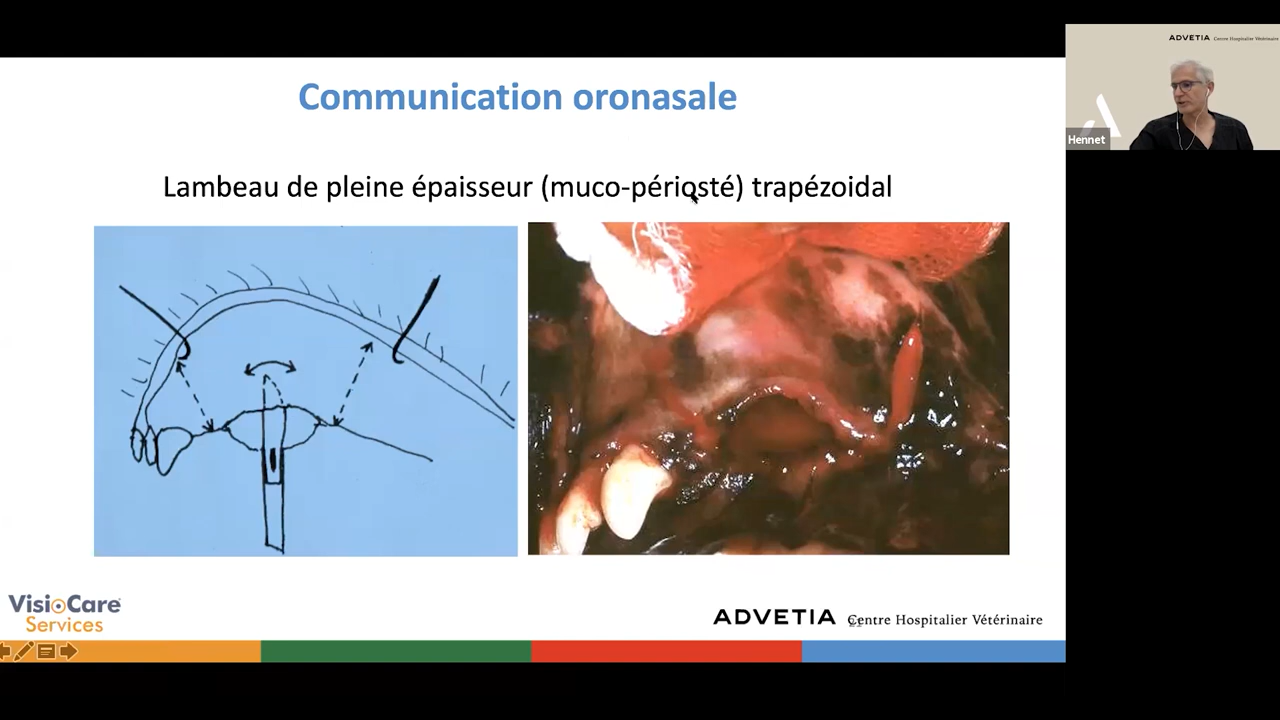 Communication oronasale
Lambeau de pleine épaisseur (muco-périosté) trapézoidal
VisioCare
Services
ADVETIA Centre Hospitalier Vétérinaire
ADVETIA Centre Hospitalier Vétérinaire
Hennet